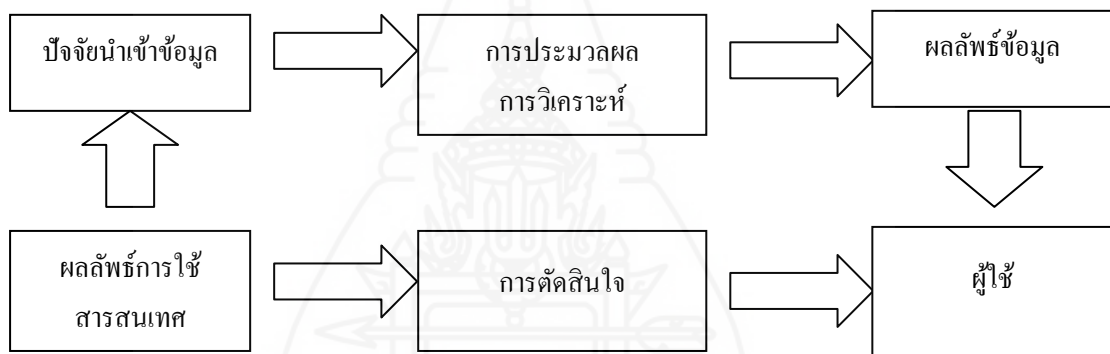 ปัจจัยนำเข้าข้อมูล
การประมวลผล
การวิเคราะห์
ผลลัพธ์ข้อมูล
ผลลัพธ์การใช้
สารสนเทศ
การตัดสินใจ
ผู้ใช้